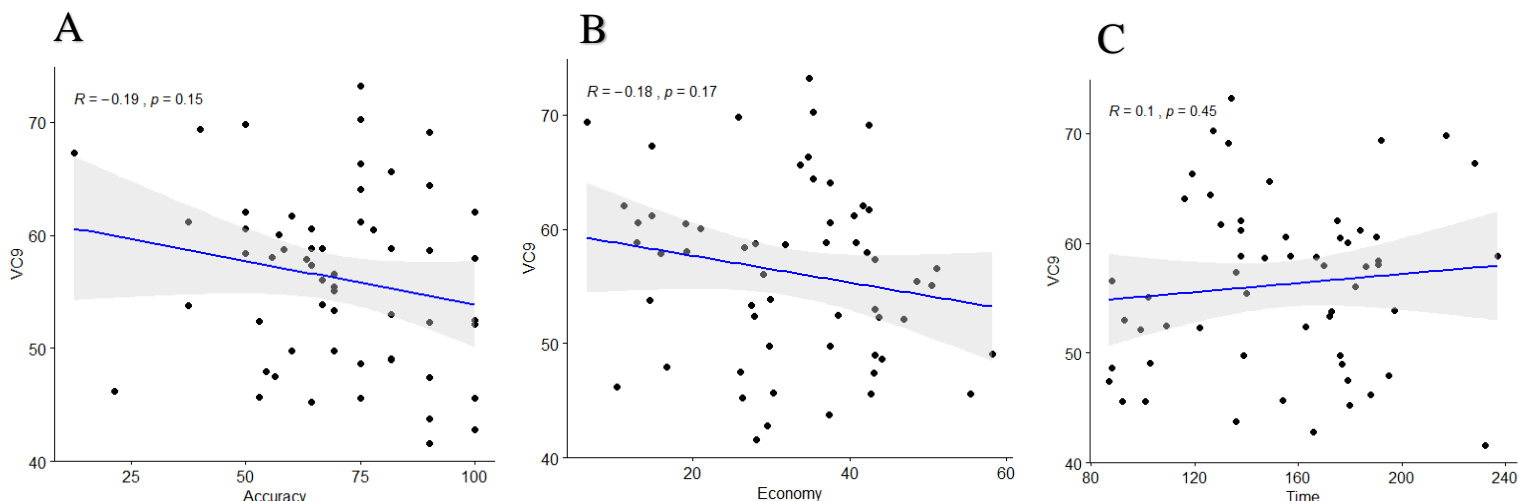 A
R = −0.19 , p = 0.15
VC9
70
60
50
40
25
50
75
100
Accuracy
B
R = −0.18 , p = 0.17
VC9
70
60
50
40
20
40
60
Economy
C
R = 0.1 , p = 0.45
VC9
70
60
50
40
80
120
160
200
240
Time